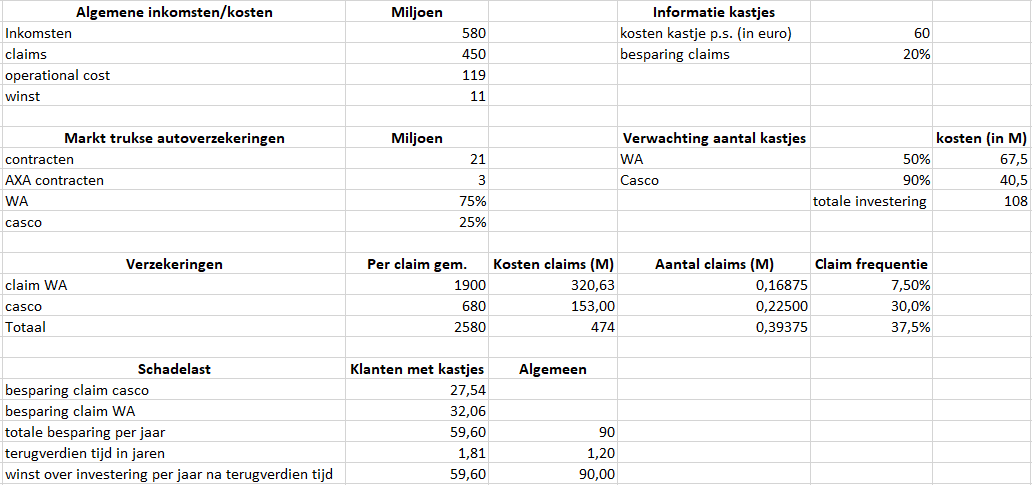 Algemene inkomsten/kosten Miljoen Informatie kastjes
Inkomsten 580 kosten kastje p.s. (in euro) 60
claims 450 besparing claims 20%
operational cost 119
winst 11
Markt trukse autoverzekeringen Miljoen Verwachting aantal kastjes kosten (in M)
contracten 21 WA 50% 67,5
AXA contracten 3 Casco 90% 40,5
WA 75% totale investering 108
casco 25%
Verzekeringen Per claim gem. Kosten claims (M) Aantal claims (M) Claim frequentie
claim WA 1900 320,63 0,16875 7,50%
casco 680 153,00 0,22500 30,0%
Totaal 2580 474 0,39375 37,5%
Schadelast Klanten met kastjes Algemeen
besparing claim casco 27,54
besparing claim WA 32,06
totale besparing per jaar 59,60 90
terugverdien tijd in jaren 1,81 1,20
winst over investering per jaar na terugverdien tijd 59,60 90,00